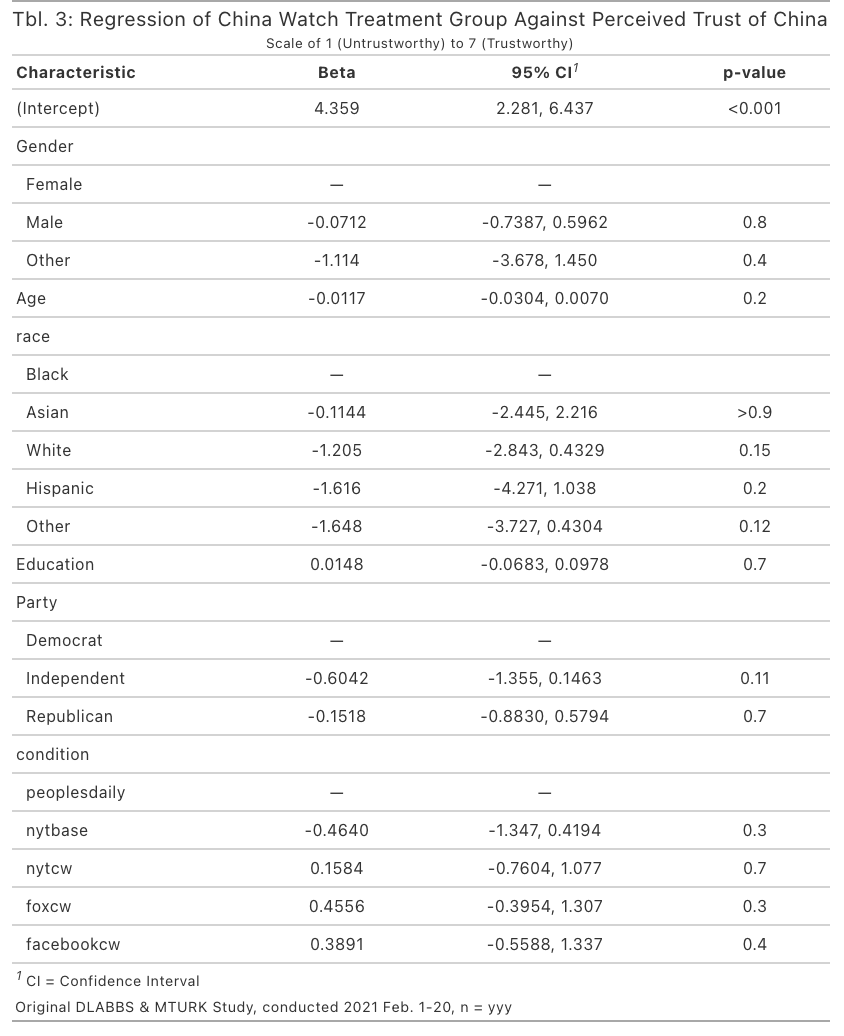 Tbl. 3: Regression of China Watch Treatment Group Against Perceived Trust of China
Scale of 1 (Untrustworthy) to 7 (Trustworthy)
Characteristic Beta 95% CI1 p-value
(Intercept) 4.359 2.281, 6.437 <0.001
Gender
Female — —
Male -0.0712 -0.7387, 0.5962 0.8
Other -1.114 -3.678, 1.450 0.4
Age -0.0117 -0.0304, 0.0070 0.2
race
Black — —
Asian -0.1144 -2.445, 2.216 >0.9
White -1.205 -2.843, 0.4329 0.15
Hispanic -1.616 -4.271, 1.038 0.2
Other -1.648 -3.727, 0.4304 0.12
Education 0.0148 -0.0683, 0.0978 0.7
Party
Democrat — —
Independent -0.6042 -1.355, 0.1463 0.11
Republican -0.1518 -0.8830, 0.5794 0.7
condition
peoplesdaily — —
nytbase -0.4640 -1.347, 0.4194 0.3
nytcw 0.1584 -0.7604, 1.077 0.7
foxcw 0.4556 -0.3954, 1.307 0.3
facebookcw 0.3891 -0.5588, 1.337 0.4
1 CI = Confidence Interval
Original DLABBS & MTURK Study, conducted 2021 Feb. 1-20, n = yyy